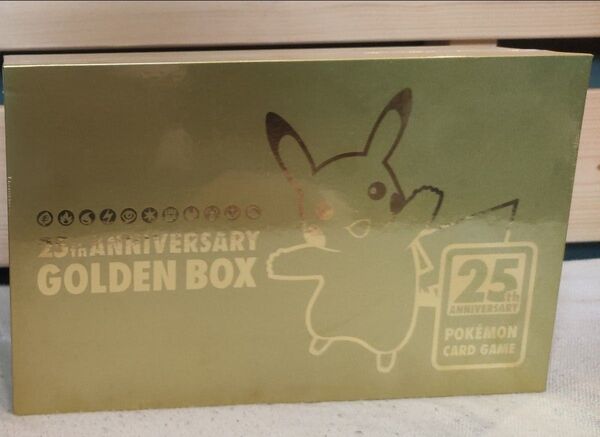 25TH ANNIVERSARY
GOLDEN BOX
25th
ANNIVERSARY
POKÉMON
CARD GAME